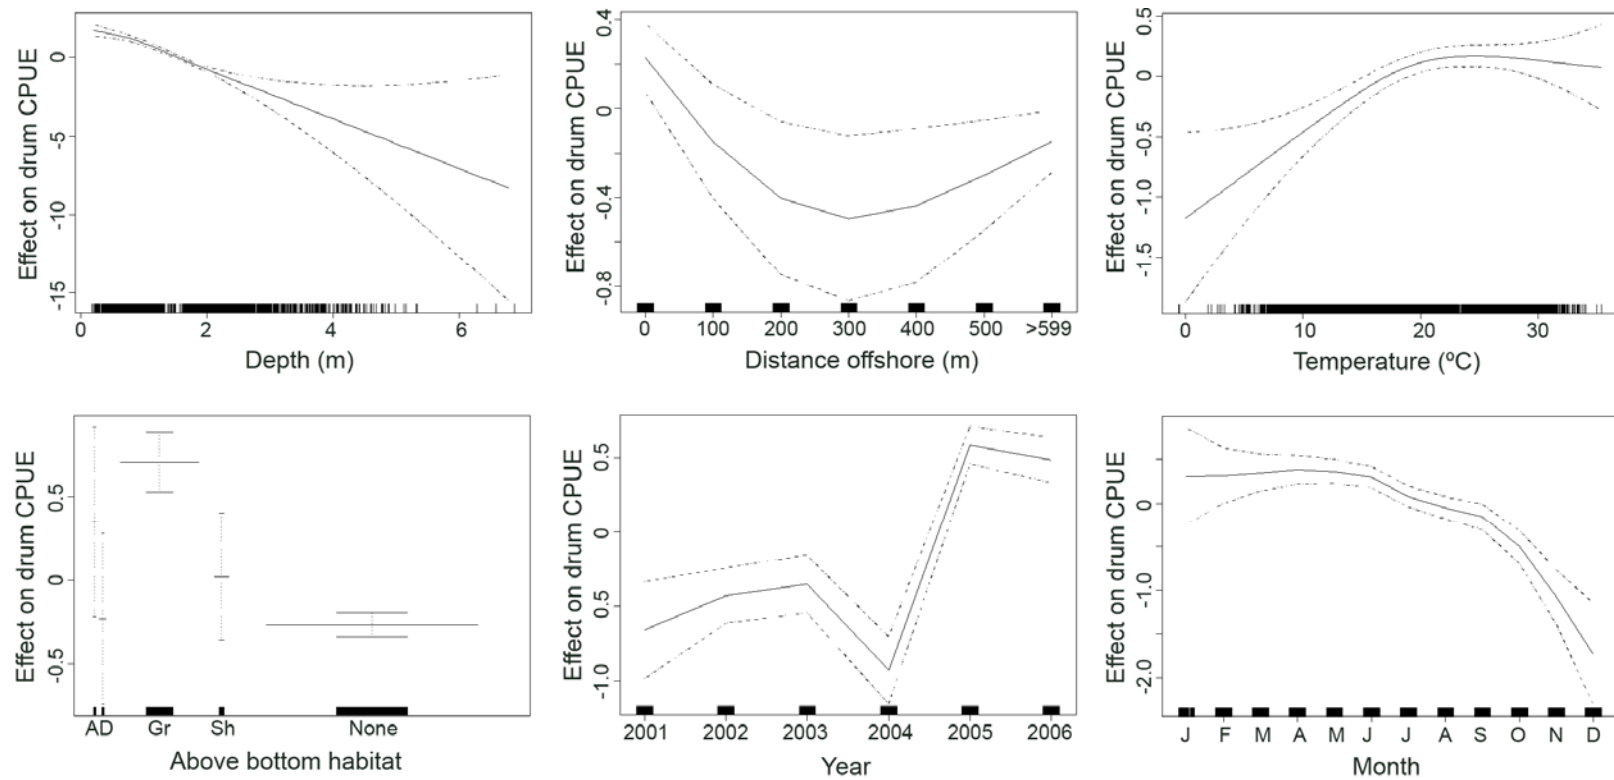 Effect on drum CPUE
0
-5
-10
-15
0 2 4 6
Depth (m)
Effect on drum CPUE
0.4
0
-0.4
-0.8
0 100 200 300 400 500 >599
Distance offshore (m)
Effect on drum CPUE
0.5
0
-0.5
-1.0
-1.5
0 10 20 30
Temperature (ºC)
Effect on drum CPUE
0.5
0
-0.5
AD Gr Sh None
Above bottom habitat
Effect on drum CPUE
0.5
0
0.5
-1.0
2001 2002 2003 2004 2005 2006
Year
Effect on drum CPUE
0
-1.0
-2.0
J F M A M J J A S O N D
Month